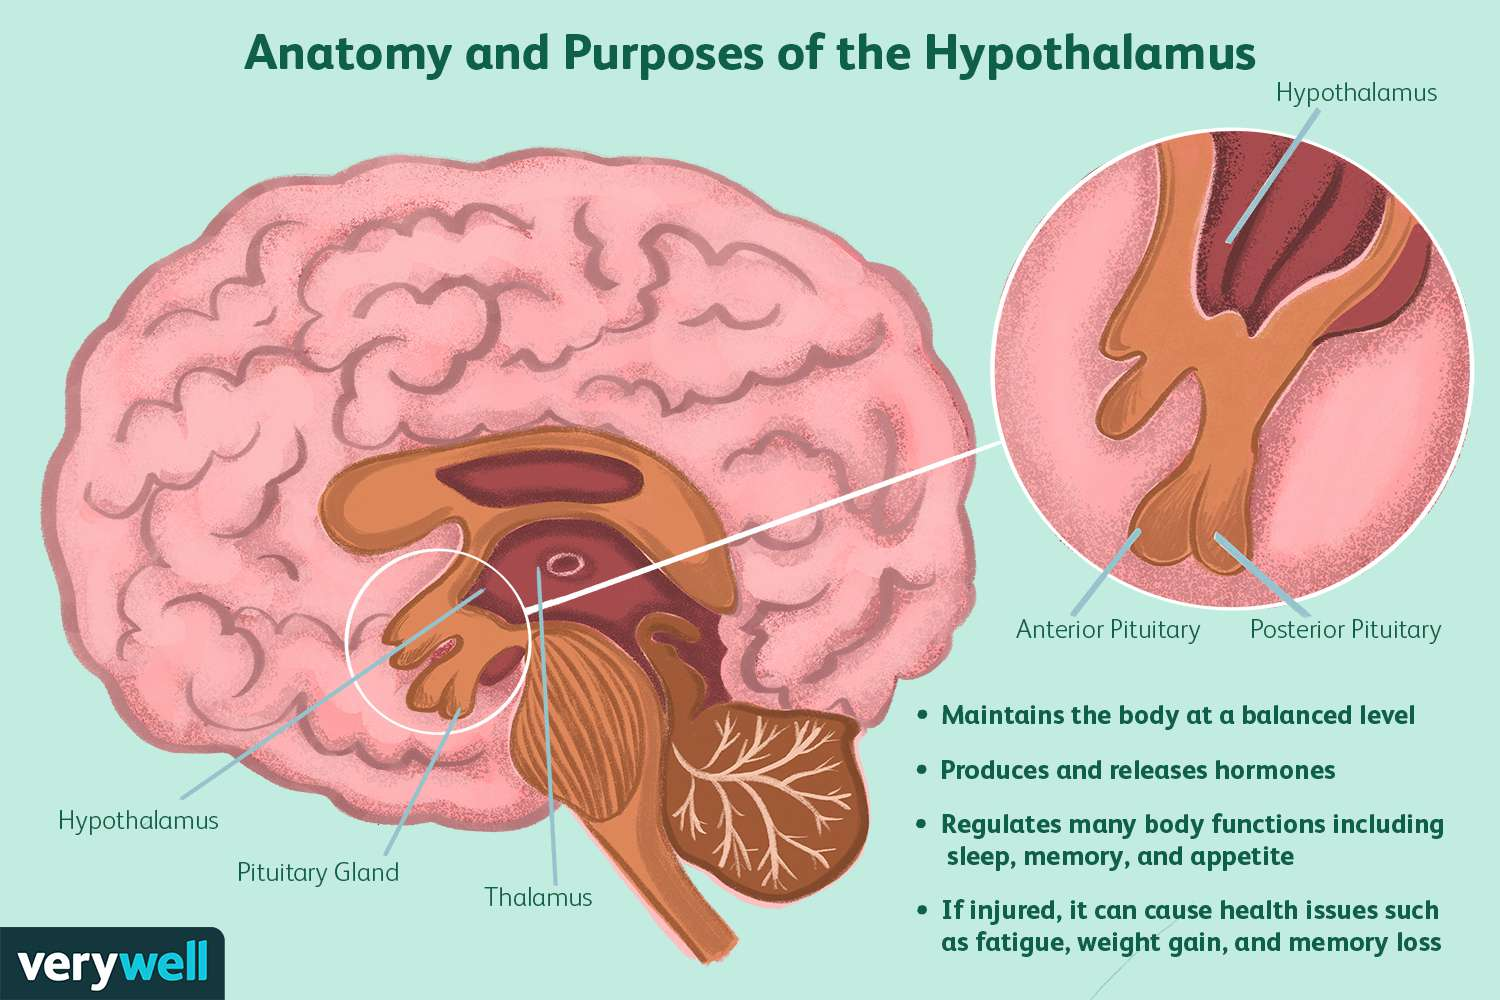 Anatomy and Purposes of the Hypothalamus
Hypothalamus
Anterior Pituitary
Posterior Pituitary
Hypothalamus
Pituitary Gland
Thalamus
• Maintains the body at a balanced level
• Produces and releases hormones
• Regulates many body functions including
sleep, memory, and appetite
• If injured, it can cause health issues such
as fatigue, weight gain, and memory loss
verywell